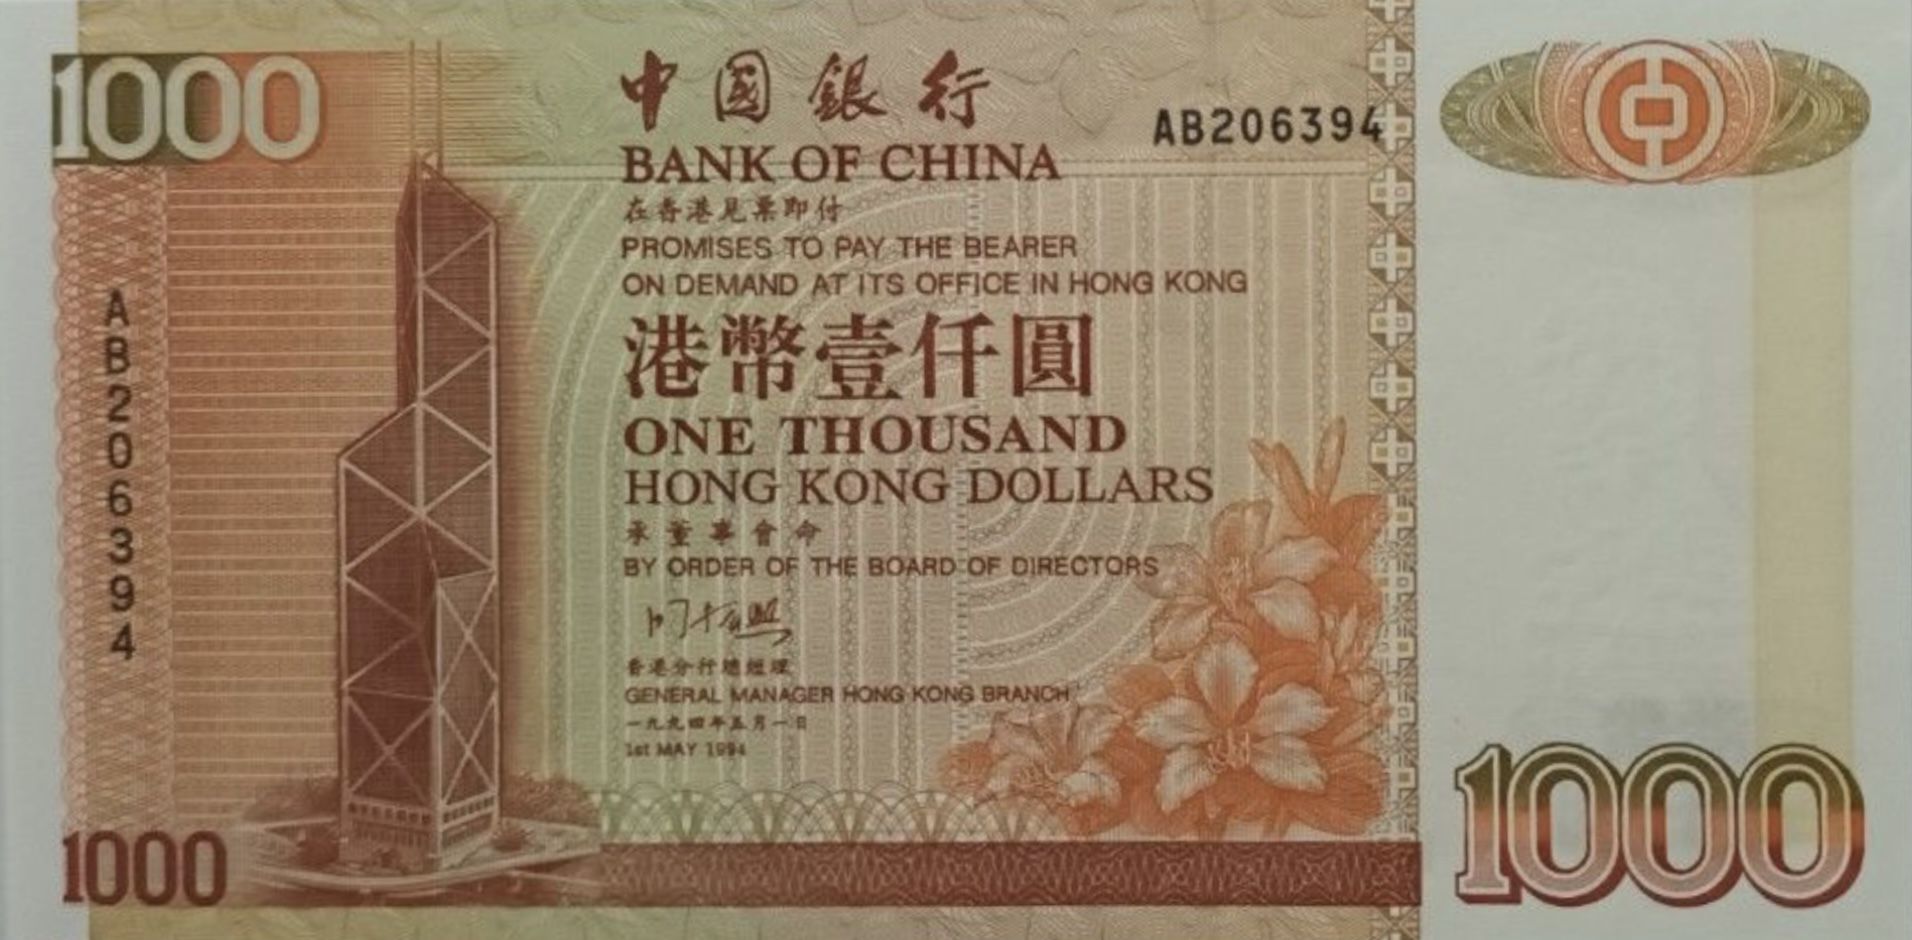 1000
中國銀行
AB206394
BANK OF CHINA
在香港見票即付
PROMISES TO PAY THE BEARER
ON DEMAND AT ITS OFFICE IN HONG KONG
港幣壹仟圓
ONE THOUSAND
HONG KONG DOLLARS
承董事會命
BY ORDER OF THE BOARD OF DIRECTORS
香港分行總經理
GENERAL MANAGER HONG KONG BRANCH
一九九四年五月一日
1st MAY 1994
AB206394
1000
1000